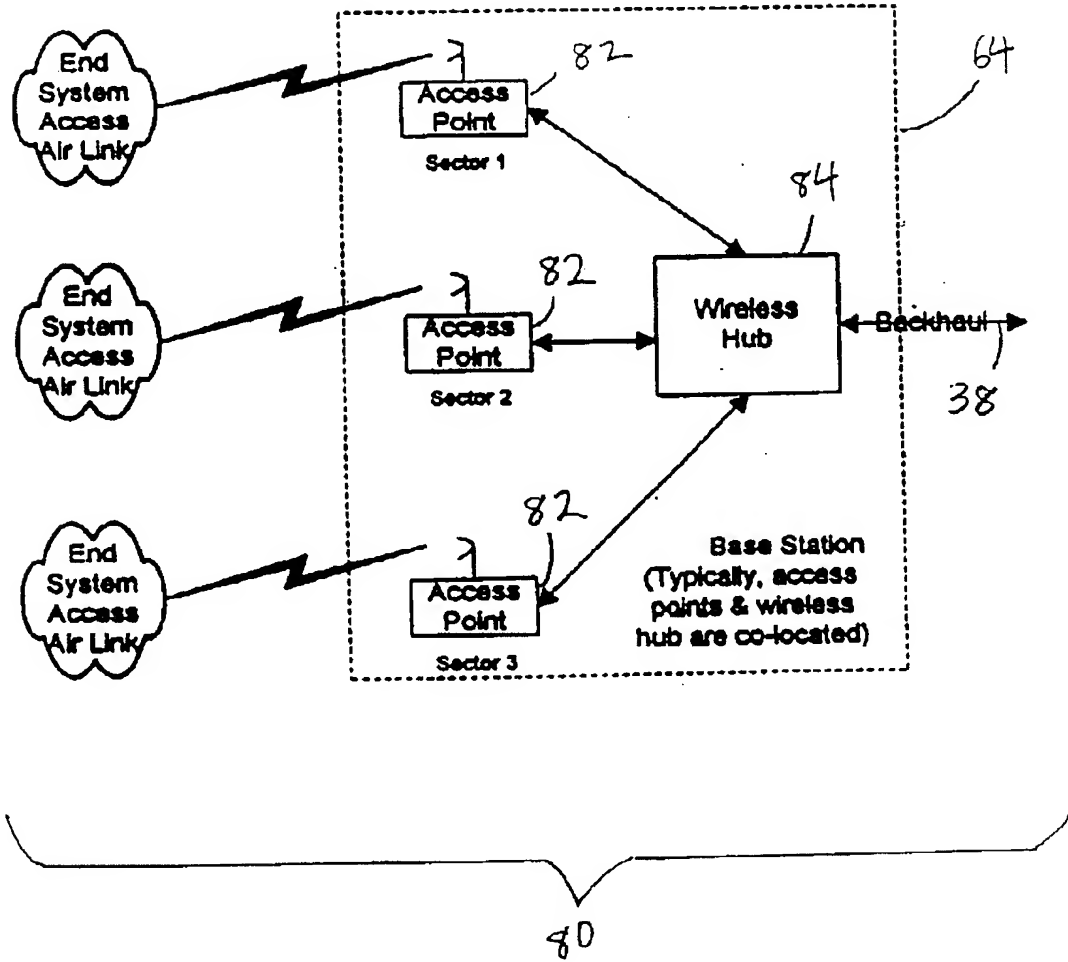 End
System
Access
Air Link
Access
Point
Sector 1
82
64
End
System
Access
Air Link
Access
Point
Sector 2
82
84
Wireless
Hub
Backhaul
38
End
System
Access
Air Link
Access
Point
Sector 3
82
Base Station
(Typically, access
points & wireless
hub are co-located)
80